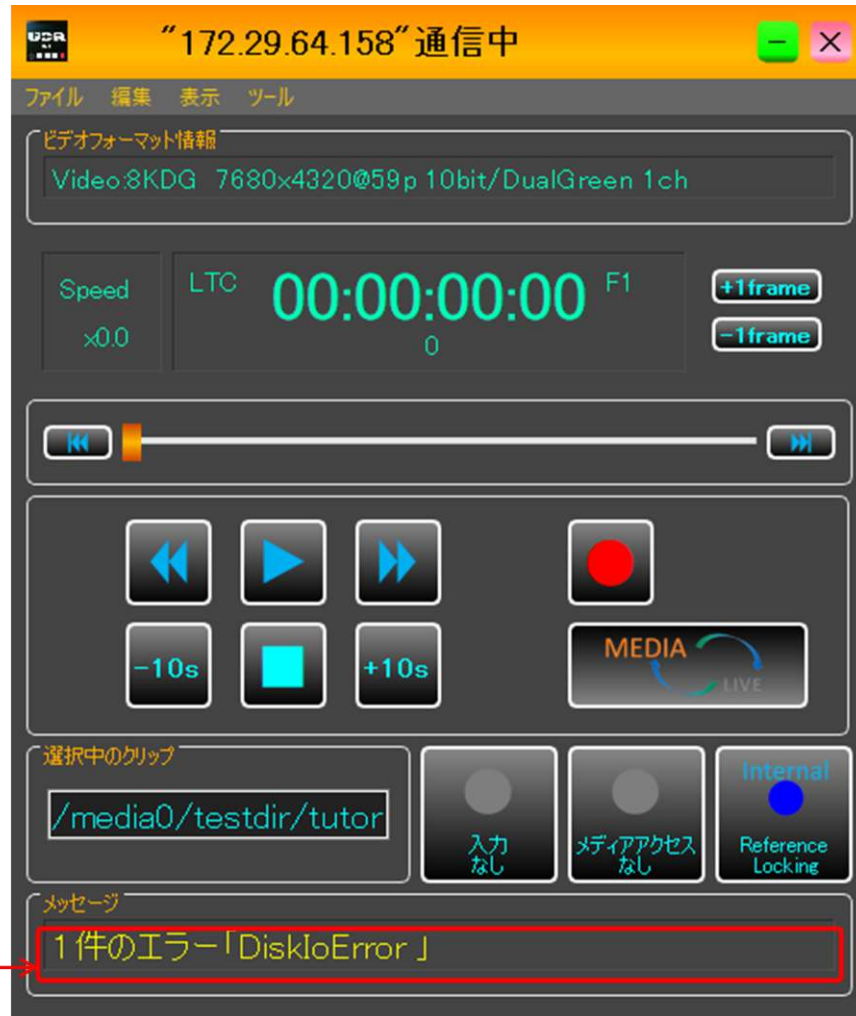 UDR
"172.29.64.158"通信中
ファイル 編集 表示 ツール
ビデオフォーマット情報
Video:8KDG 7680x4320@59p 10bit/DualGreen 1ch
Speed
x0.0
LTC
00:00:00:00
F1
0
+1frame
-1frame
-10s
+10s
MEDIA
LIVE
選択中のクリップ
/media0/testdir/tutor
入力
なし
メディアアクセス
なし
Internal
Reference
Locking
メッセージ
1件のエラー「DiskIoError 」